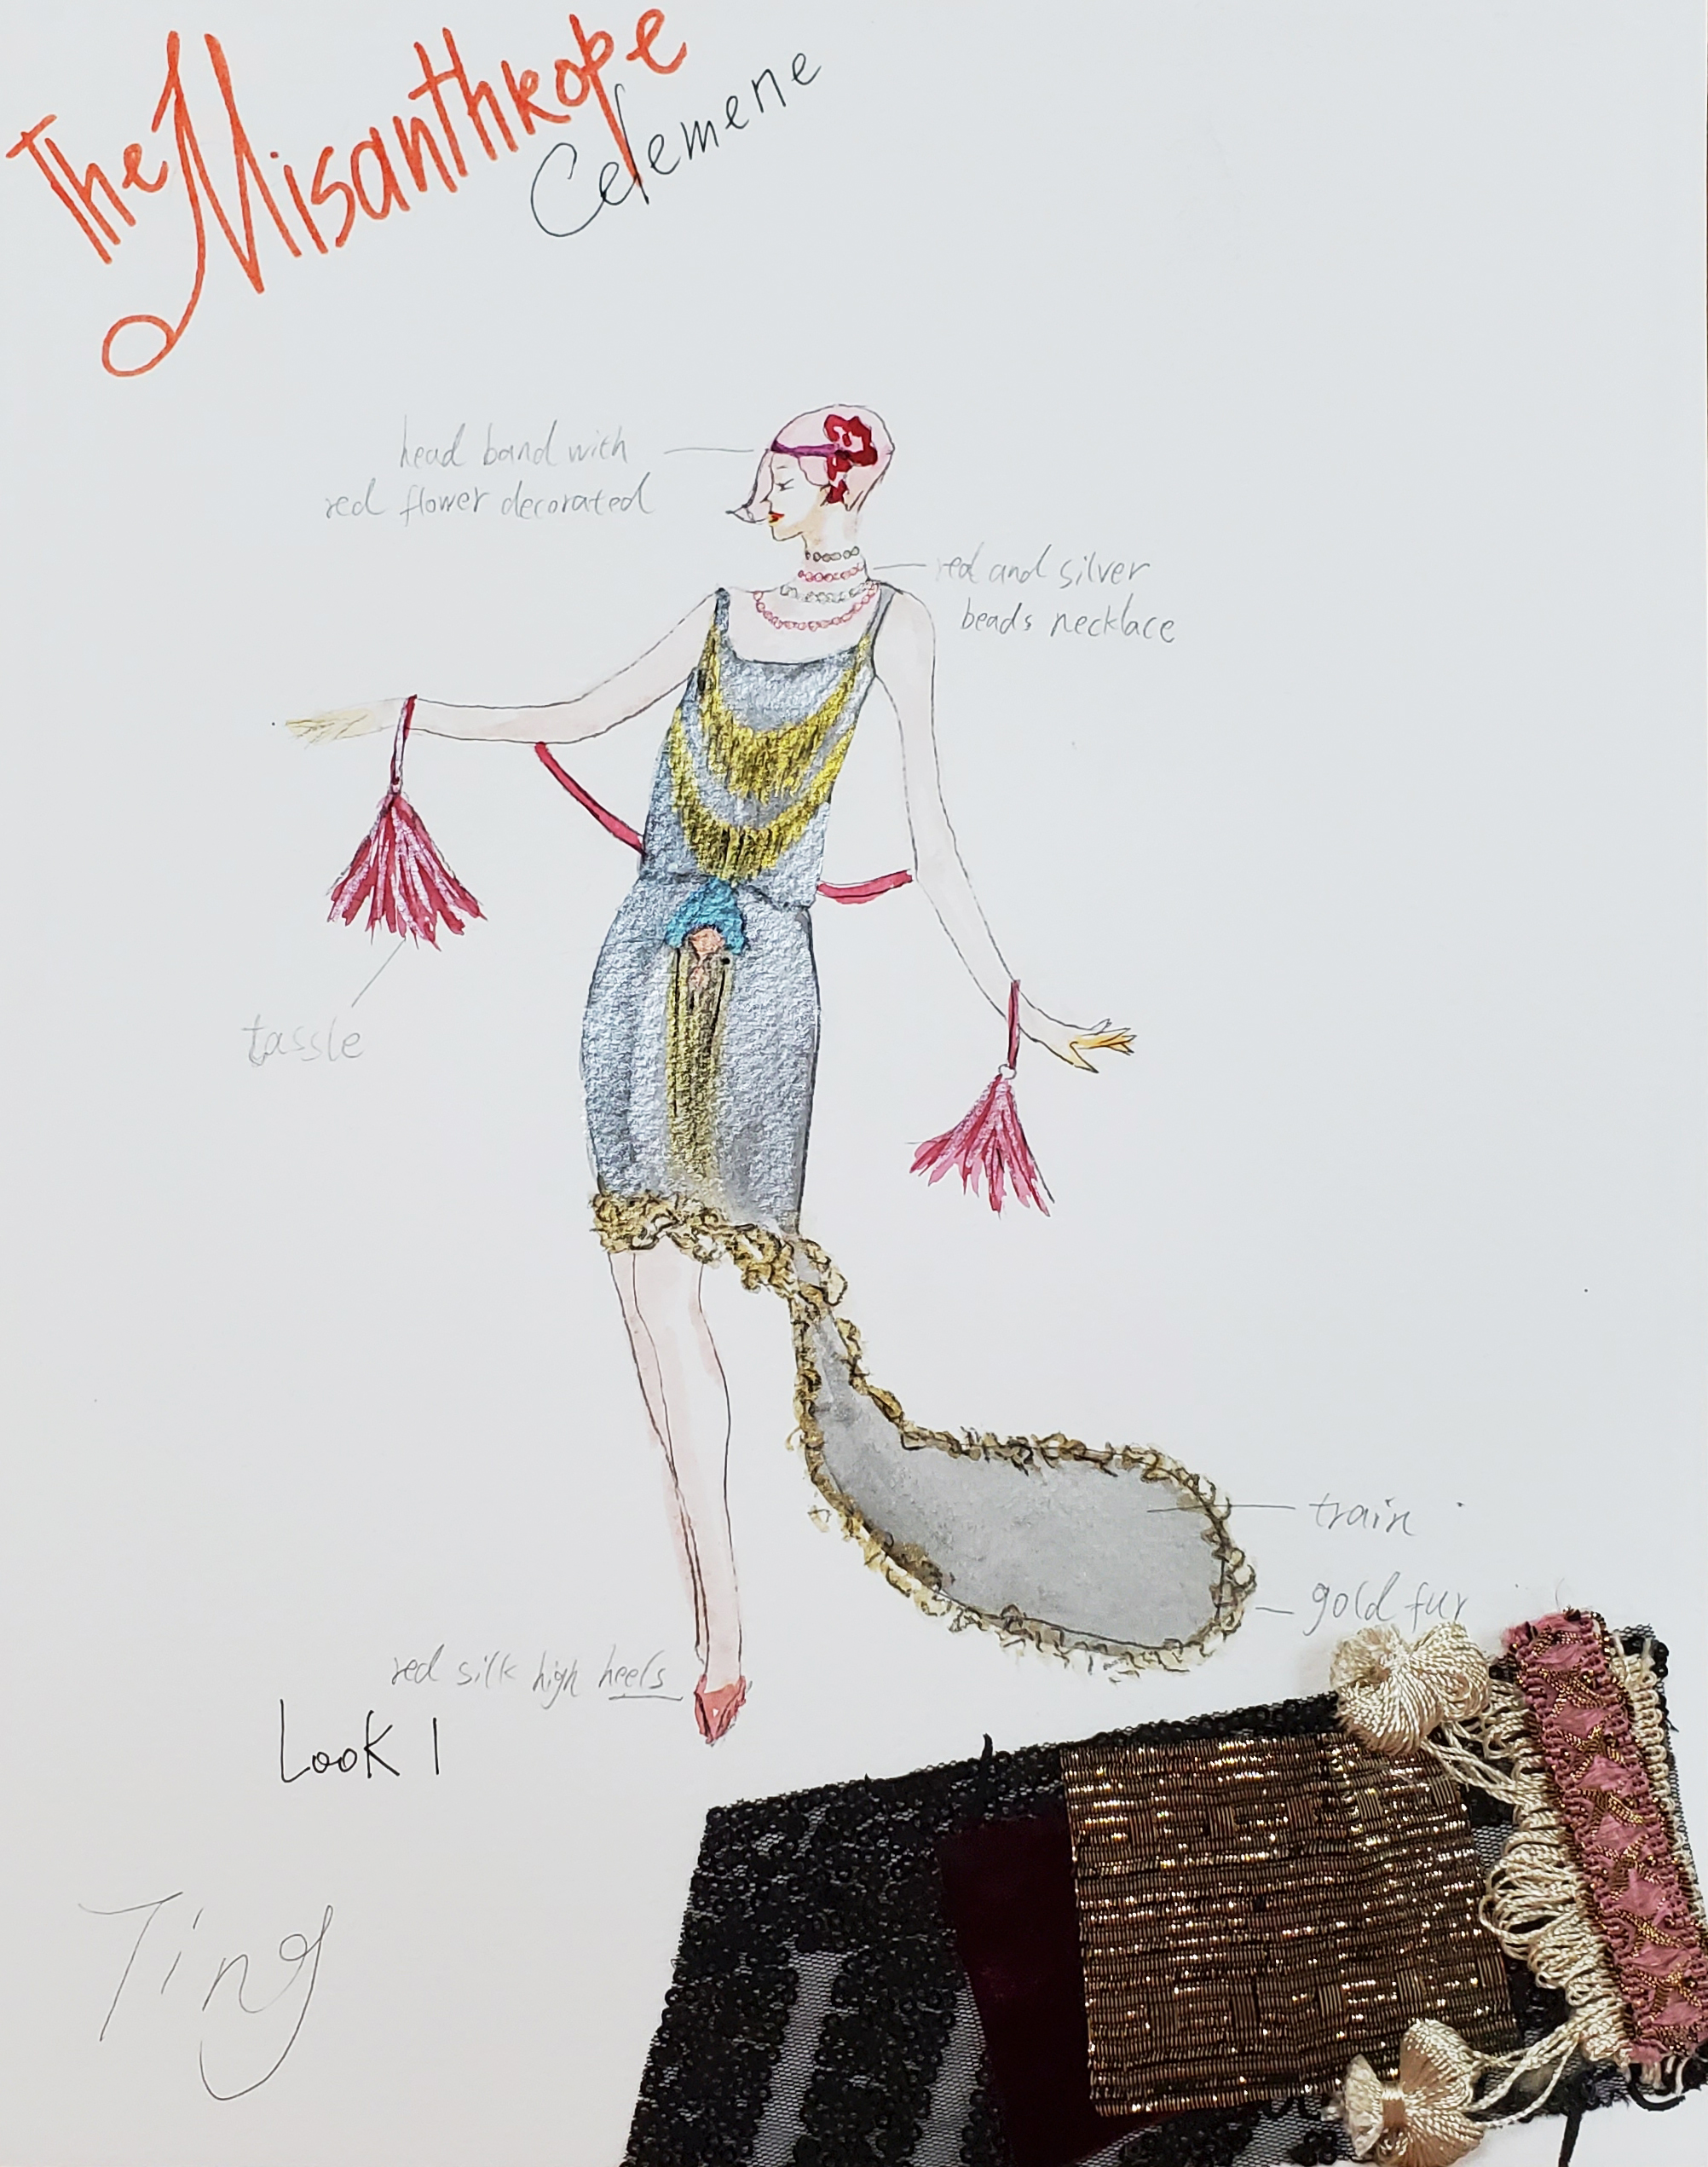 The Misanthrope
Celemene
head band with
red flower decorated
red and silver
beads necklace
tassle
train
gold fur
red silk high heels
Look 1
Ting